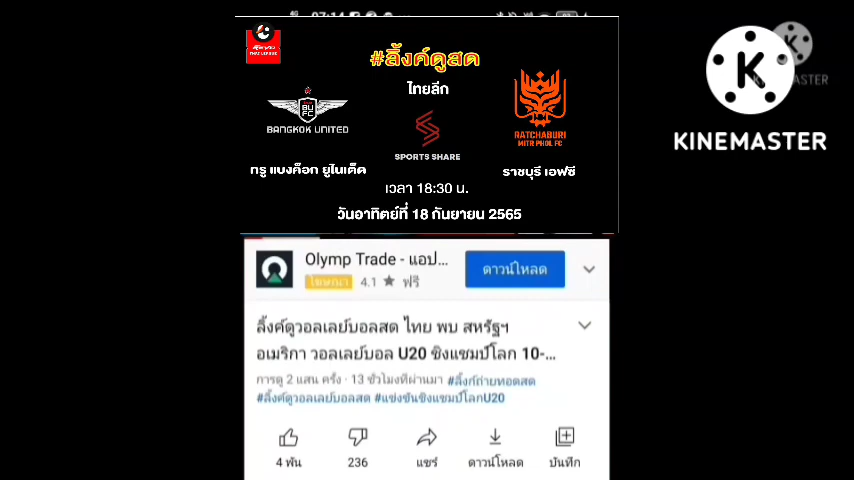 07:14
#ลิ้งค์ดูสด
ไทยลีก
BU
FC
BANGKOK UNITED
SPORTS SHARE
RATCHABURI
MITR PHOL FC
ทรู แบงค็อก ยูไนเต็ด
ราชบุรี เอฟซี
เวลา 18:30 น.
วันอาทิตย์ที่ 18 กันยายน 2565
K
KINEMASTER
Olymp Trade - แอป...
โฆษณา 4.1 ★ ฟรี
ดาวน์โหลด
ลิ้งค์ดูวอลเลย์บอลสด ไทย พบ สหรัฐฯ
อเมริกา วอลเลย์บอล U20 ชิงแชมป์โลก 10-...
การดู 2 แสน ครั้ง · 13 ชั่วโมงที่ผ่านมา #ลิ้งก์ถ่ายทอดสด
#ลิ้งค์ดูวอลเลย์บอลสด #แข่งขันชิงแชมป์โลกU20
4 พัน
236
แชร์
ดาวน์โหลด
บันทึก